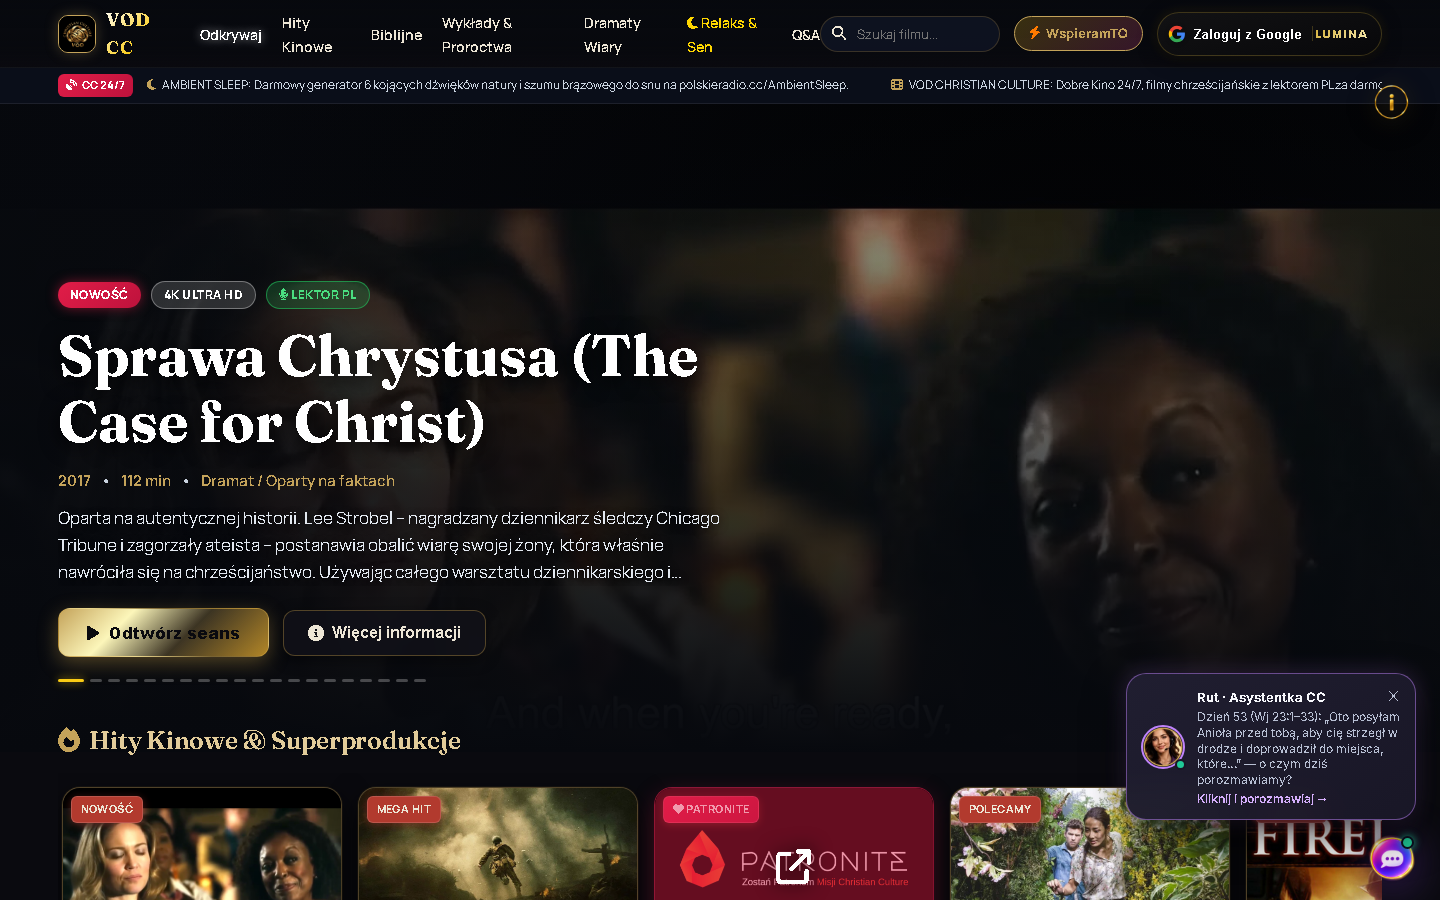 VOD CC
Odkrywaj
Hity Kinowe
Biblijne
Wykłady & Proroctwa
Dramaty Wiary
Relaks & Sen
Q&A
Szukaj filmu...
WspieramTO
Zaloguj z Google
LUMINA
CC 24/7
AMBIENT SLEEP: Darmowy generator 6 kojących dźwięków natury i szumu brązowego do snu na polskieradio.cc/AmbientSleep.
VOD CHRISTIAN CULTURE: Dobre Kino 24/7, filmy chrześcijańskie z lektorem PL za darmo
NOWOŚĆ
4K ULTRA HD
LEKTOR PL
Sprawa Chrystusa (The
Case for Christ)
2017 • 112 min • Dramat / Oparty na faktach
Oparta na autentycznej historii. Lee Strobel – nagradzany dziennikarz śledczy Chicago
Tribune i zagorzały ateista – postanawia obalić wiarę swojej żony, która właśnie
nawróciła się na chrześcijaństwo. Używając całego warsztatu dziennikarskiego i...
Odtwórz seans
Więcej informacji
And when you're ready,
Hity Kinowe & Superprodukcje
Rut · Asystentka CC
Dzień 53 (Wj 23:1–33): „Oto posyłam
Anioła przed tobą, aby cię strzegł w
drodze i doprowadził do miejsca,
które..." — o czym dziś
porozmawiamy?
Kliknij i porozmawiaj →
NOWOŚĆ
MEGA HIT
PATRONITE
PATRONITE
Zostań Patronem Misji Christian Culture
POLECAMY
FIRE